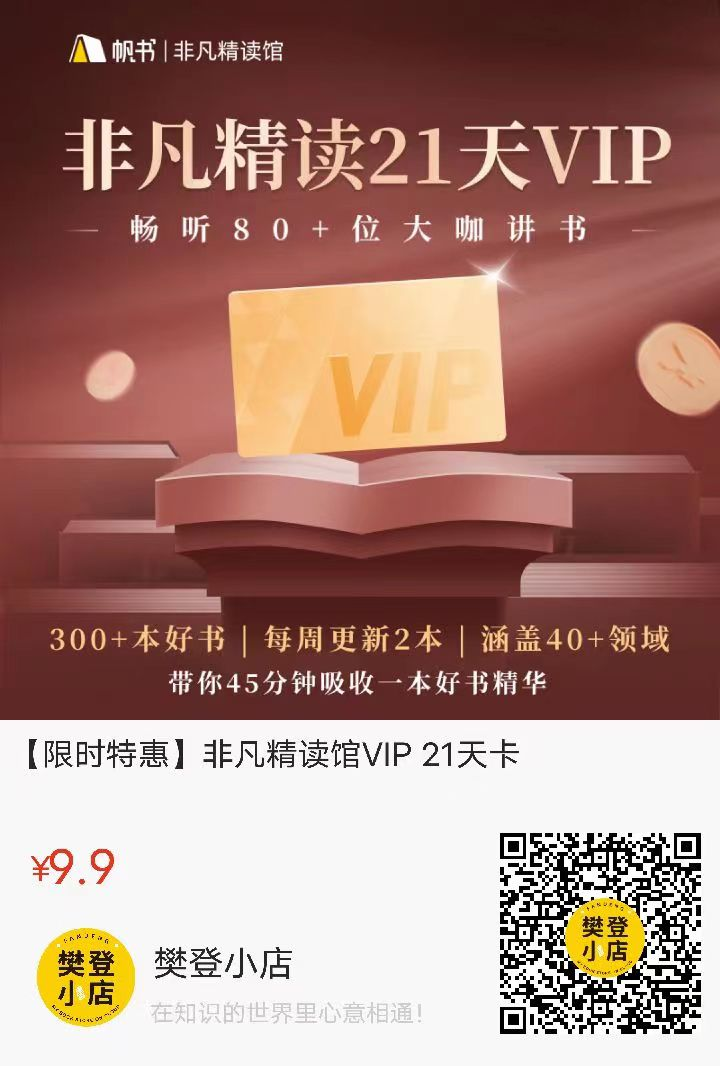 帆书 | 非凡精读馆
非凡精读21天VIP
畅听80+位大咖讲书
VIP
300+本好书 | 每周更新2本 | 涵盖40+领域
带你45分钟吸收一本好书精华
【限时特惠】非凡精读馆VIP 21天卡
¥9.9
FANDENG
樊登
小店
樊登小店
在知识的世界里心意相通!
FANDENG
樊登
小店